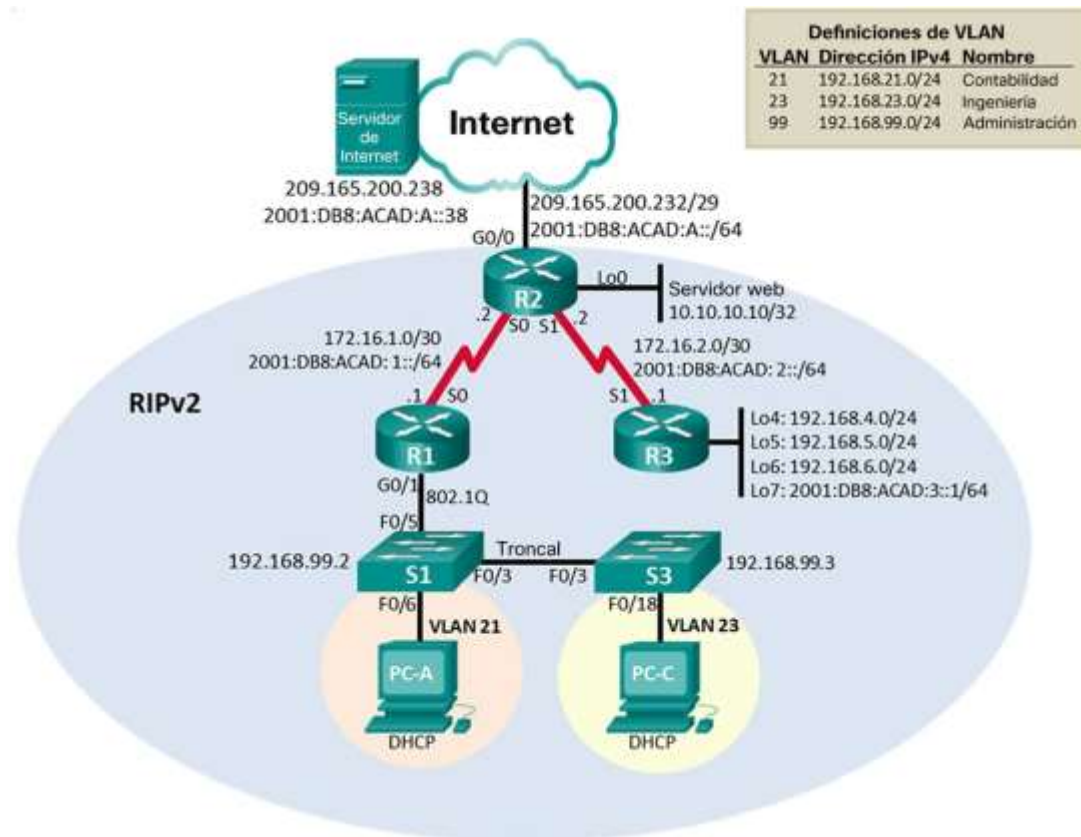 Definiciones de VLAN
VLAN Dirección IPv4 Nombre
21 192.168.21.0/24 Contabilidad
23 192.168.23.0/24 Ingeniería
99 192.168.99.0/24 Administración
Servidor
de
Internet
Internet
209.165.200.238
2001:DB8:ACAD:A::38
209.165.200.232/29
2001:DB8:ACAD:A::/64
G0/0
R2
Lo0
Servidor web
10.10.10.10/32
.2
S0
S1
.2
172.16.1.0/30
2001:DB8:ACAD: 1::/64
172.16.2.0/30
2001:DB8:ACAD: 2::/64
RIPv2
.1
S0
S1
.1
R1
R3
Lo4: 192.168.4.0/24
Lo5: 192.168.5.0/24
Lo6: 192.168.6.0/24
Lo7: 2001:DB8:ACAD:3::1/64
G0/1
802.1Q
F0/5
Troncal
192.168.99.2
S1
F0/3
F0/3
S3
192.168.99.3
F0/6
F0/18
VLAN 21
VLAN 23
PC-A
PC-C
DHCP
DHCP